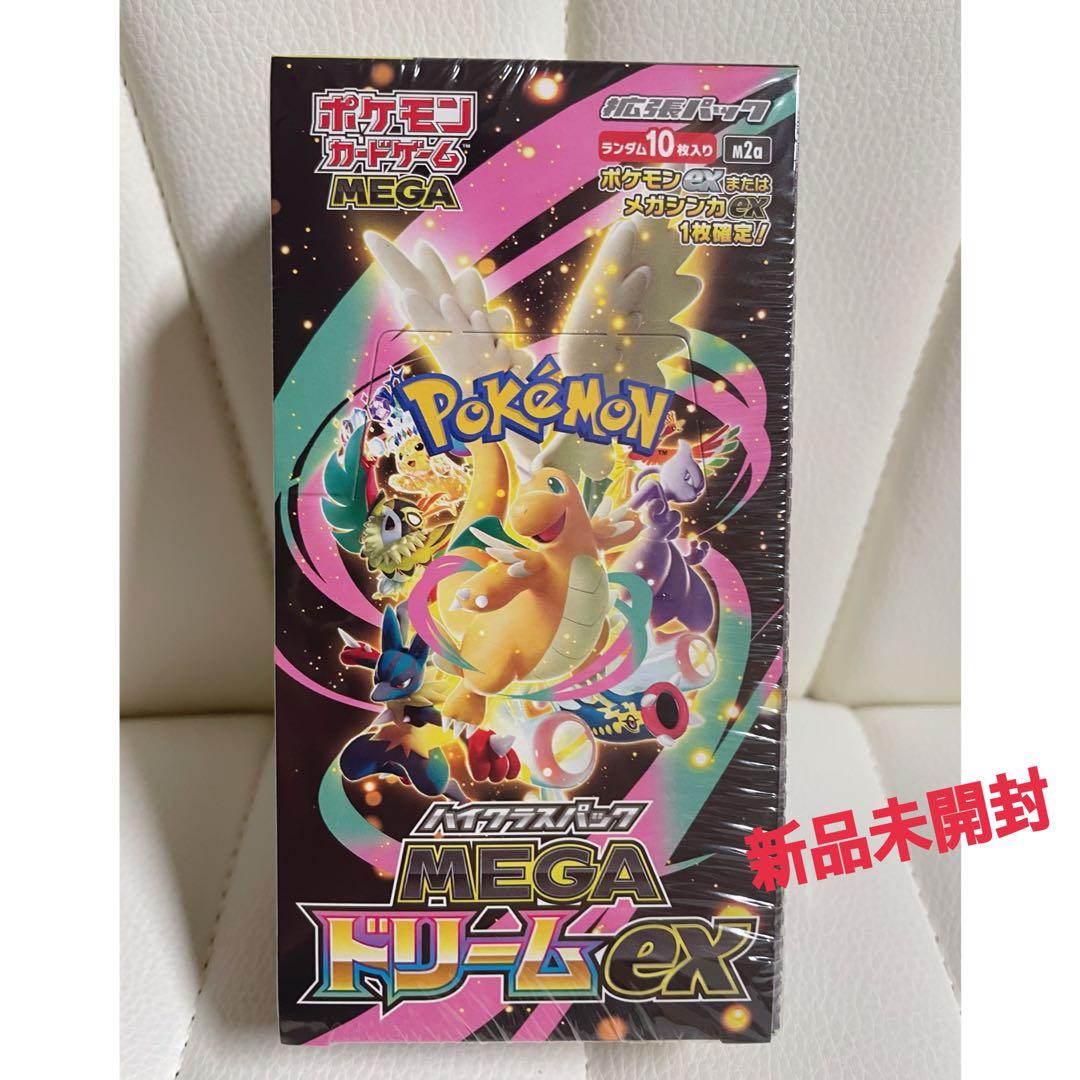 ポケモン
カードゲーム™
MEGA
拡張パック
ランダム10枚入り M2a
ポケモンexまたは
メガシンカex
1枚確定!
POKéMON™
ハイクラスパック
MEGA
ドリームex
新品未開封